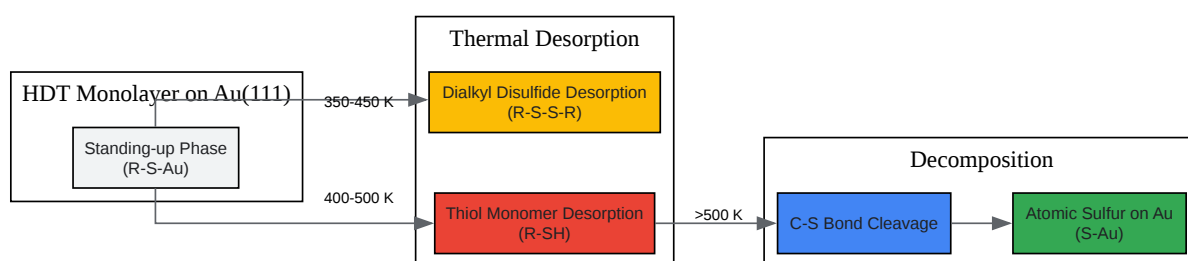 HDT Monolayer on Au(111)
Standing-up Phase
(R-S-Au)
350-450 K
400-500 K
Thermal Desorption
Dialkyl Disulfide Desorption
(R-S-S-R)
Thiol Monomer Desorption
(R-SH)
>500 K
Decomposition
C-S Bond Cleavage
Atomic Sulfur on Au
(S-Au)